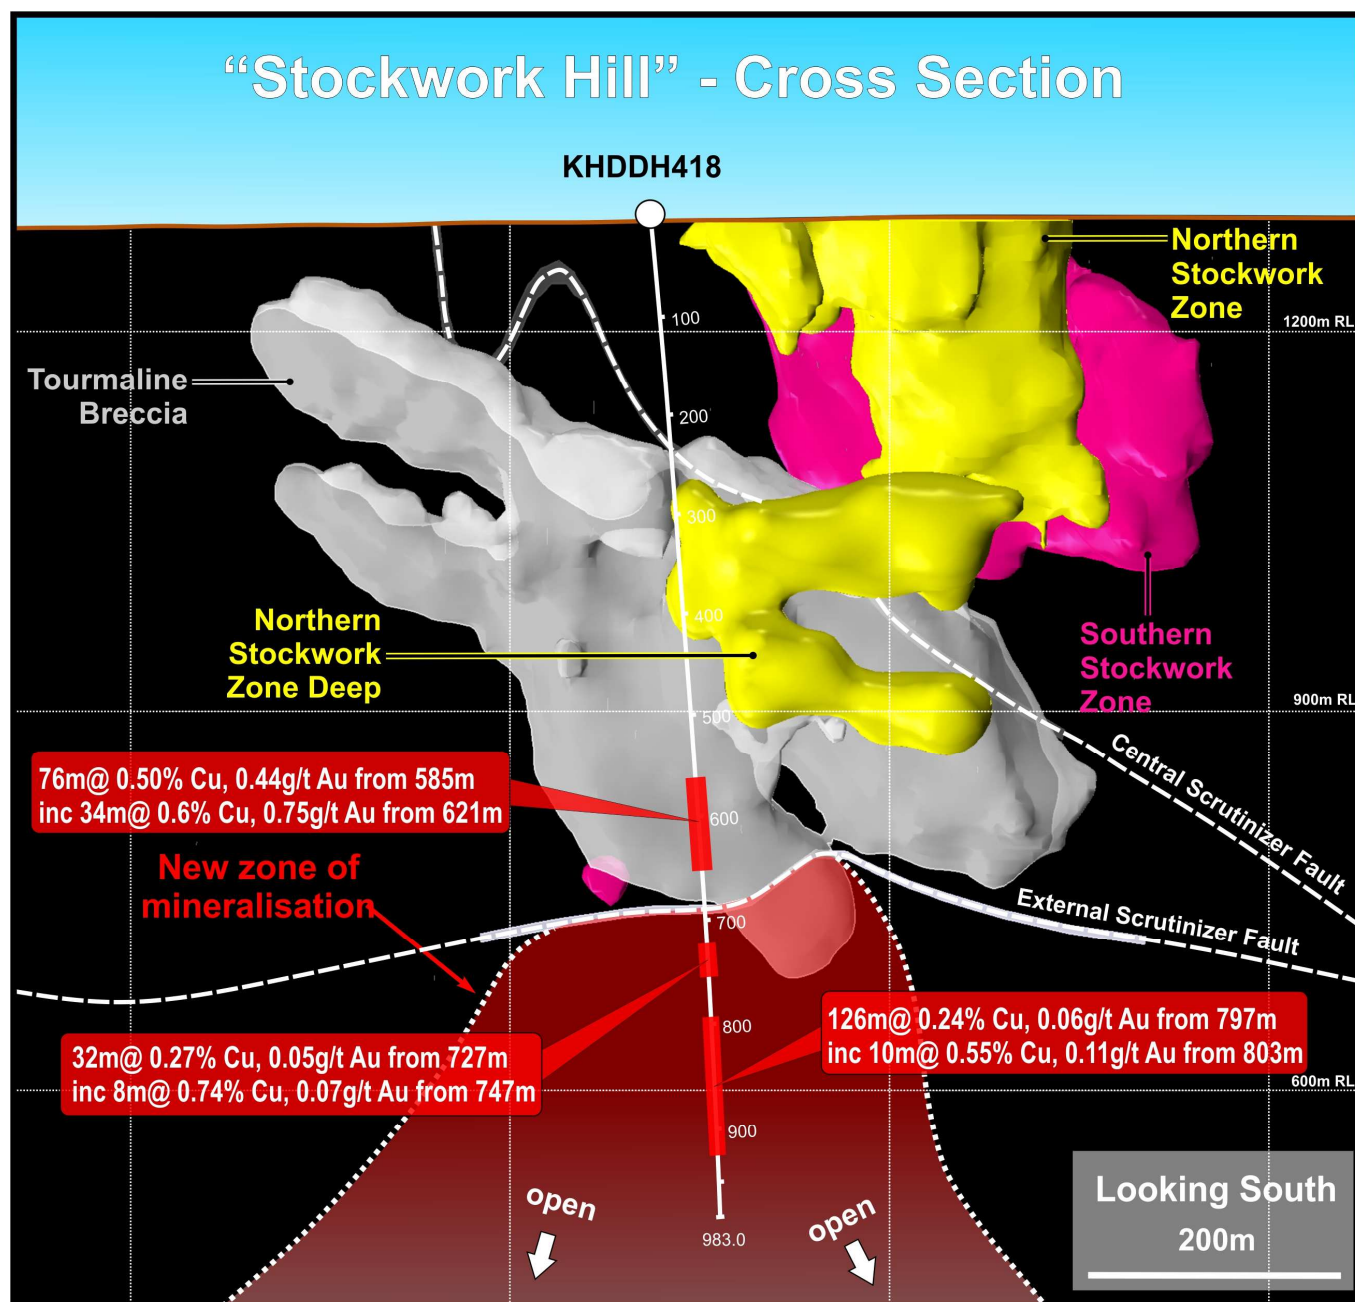 “Stockwork Hill” - Cross Section
KHDDH418
Northern
Stockwork
Zone
100
1200m RL
Tourmaline
Breccia
200
300
400
Northern
Stockwork
Zone Deep
Southern
Stockwork
Zone
900m RL
500
Central Scrutinizer Fault
76m@ 0.50% Cu, 0.44g/t Au from 585m
inc 34m@ 0.6% Cu, 0.75g/t Au from 621m
600
New zone of
mineralisation
External Scrutinizer Fault
700
126m@ 0.24% Cu, 0.06g/t Au from 797m
inc 10m@ 0.55% Cu, 0.11g/t Au from 803m
800
32m@ 0.27% Cu, 0.05g/t Au from 727m
inc 8m@ 0.74% Cu, 0.07g/t Au from 747m
600m RL
900
open
open
983.0
Looking South
200m